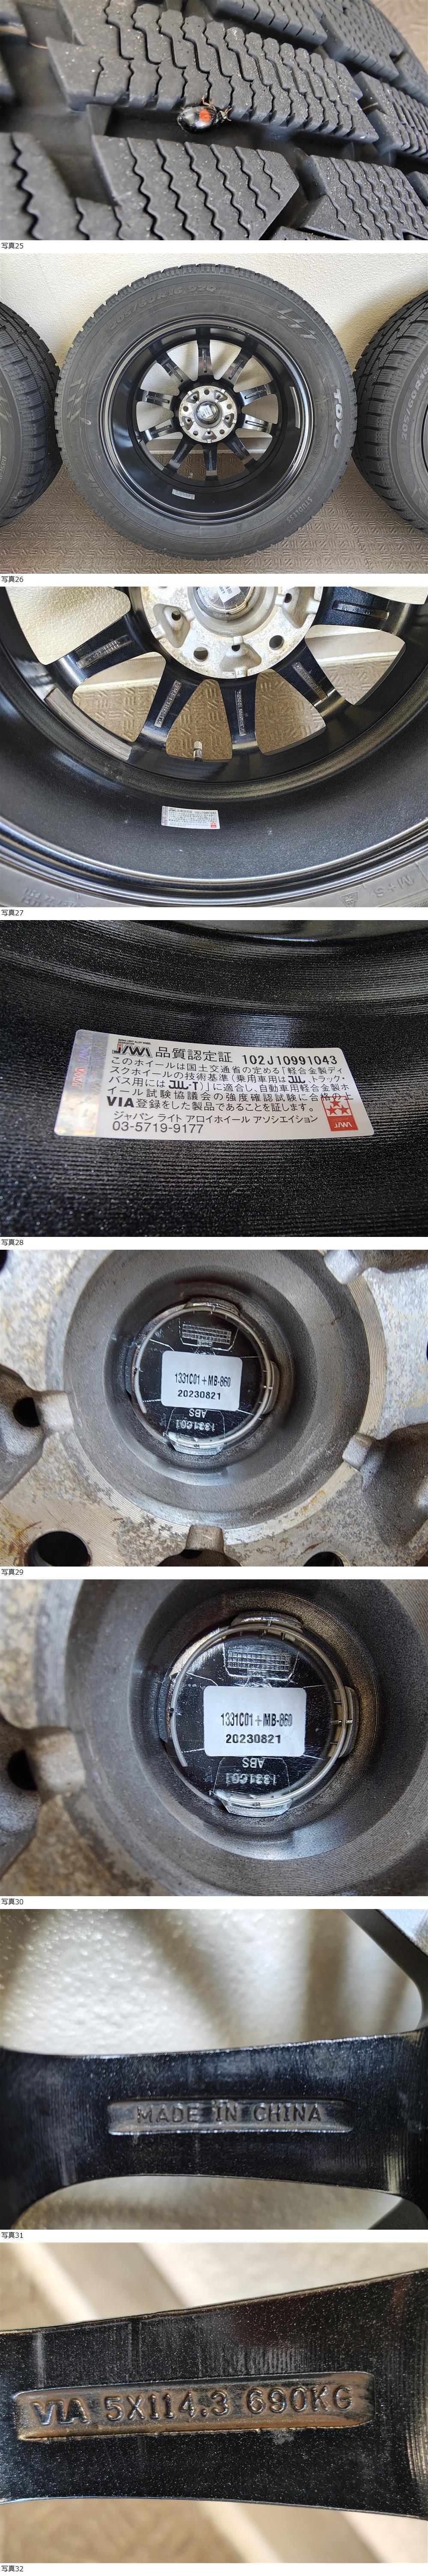 写真25
TOYO
写真26
写真27
JAWA 品質認定証 102J10991043
このホイールは国土交通省の定める「軽合金製ディ
スクホイールの技術基準(乗用車用はJWL、トラック・
バス用にはJWL-T)」に適合し、自動車用軽合金製ホ
イール試験協議会の強度確認試験に合格の上
VIA登録をした製品であることを証します。
ジャパン ライト アロイホイール アソシエイション
03-5719-9177
JAWA
写真28
1331C01+MB-860
20230821
ABS
1331C01
写真29
1331C01+MB-860
20230821
ABS
1331C01
写真30
MADE IN CHINA
写真31
VIA 5X114.3 690KG
写真32